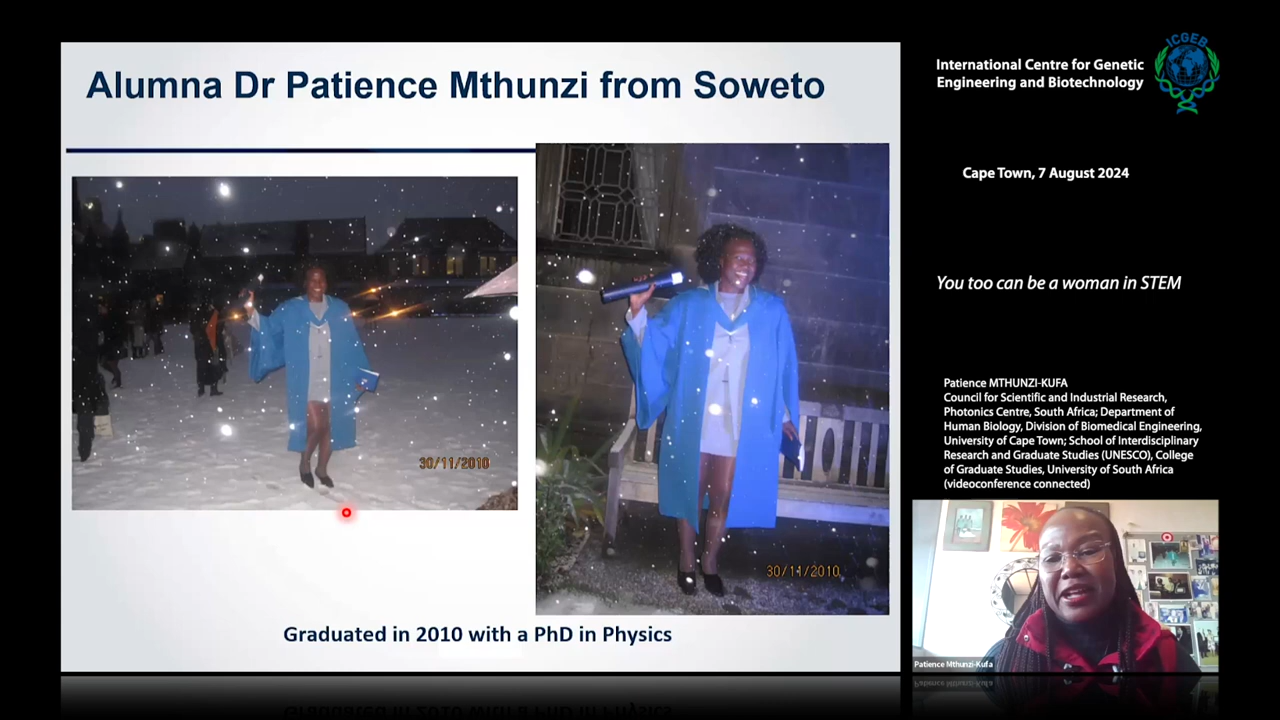 Alumna Dr Patience Mthunzi from Soweto
30/11/2010
30/11/2010
Graduated in 2010 with a PhD in Physics
International Centre for Genetic
Engineering and Biotechnology
ICGEB
Cape Town, 7 August 2024
You too can be a woman in STEM
Patience MTHUNZI-KUFA
Council for Scientific and Industrial Research,
Photonics Centre, South Africa; Department of
Human Biology, Division of Biomedical Engineering,
University of Cape Town; School of Interdisciplinary
Research and Graduate Studies (UNESCO), College
of Graduate Studies, University of South Africa
(videoconference connected)
Patience Mthunzi-Kufa